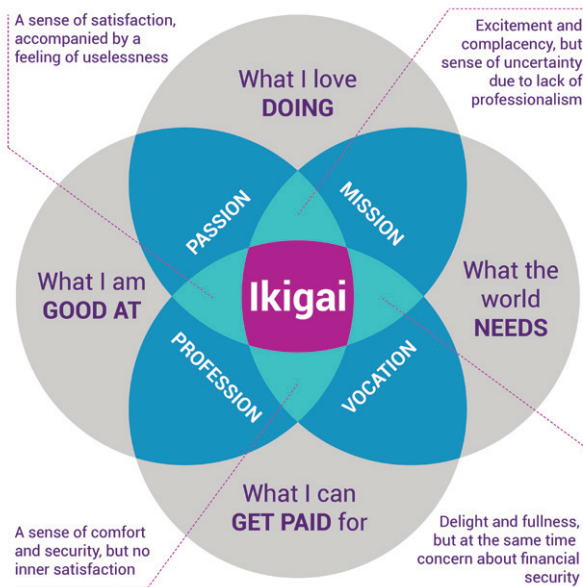 A sense of satisfaction,
accompanied by a
feeling of uselessness
Excitement and
complacency, but
sense of uncertainty
due to lack of
professionalism
What I love
DOING
PASSION
MISSION
What I am
GOOD AT
Ikigai
What the
world
NEEDS
PROFESSION
VOCATION
What I can
GET PAID for
A sense of comfort
and security, but no
inner satisfaction
Delight and fullness,
but at the same time
concern about financial
security